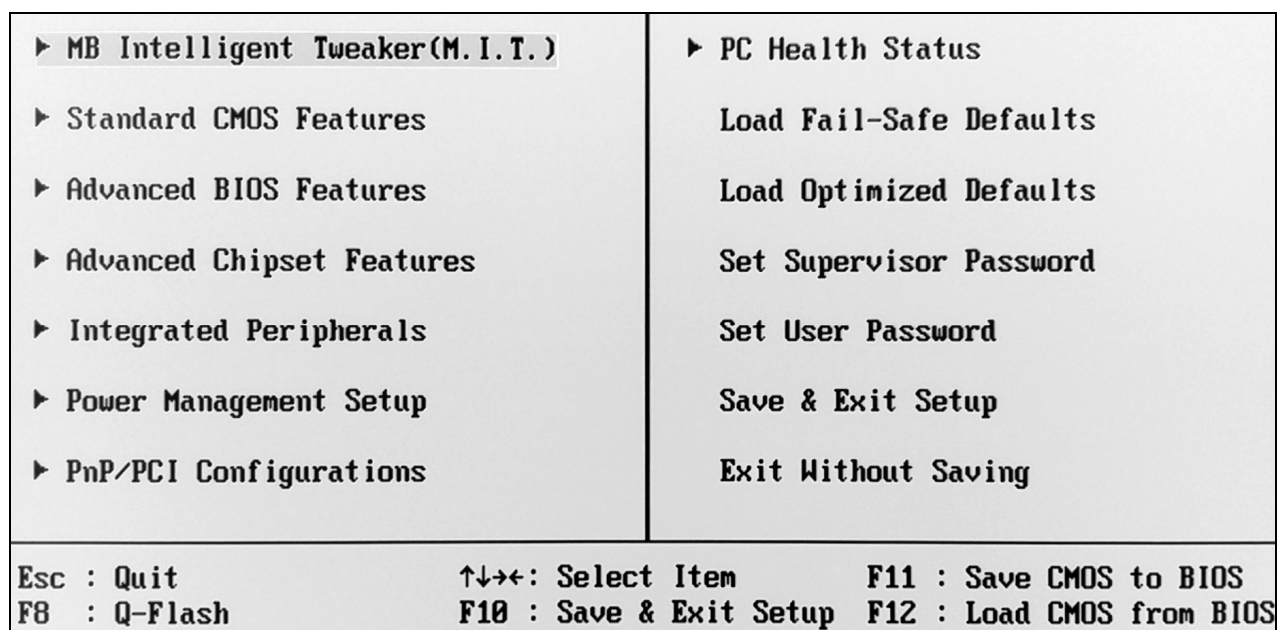 ▶ MB Intelligent Tweaker(M.I.T.)
▶ Standard CMOS Features
▶ Advanced BIOS Features
▶ Advanced Chipset Features
▶ Integrated Peripherals
▶ Power Management Setup
▶ PnP/PCI Configurations
▶ PC Health Status
Load Fail-Safe Defaults
Load Optimized Defaults
Set Supervisor Password
Set User Password
Save & Exit Setup
Exit Without Saving
Esc : Quit ↑↓→←: Select Item F11 : Save CMOS to BIOS
F8 : Q-Flash F10 : Save & Exit Setup F12 : Load CMOS from BIOS